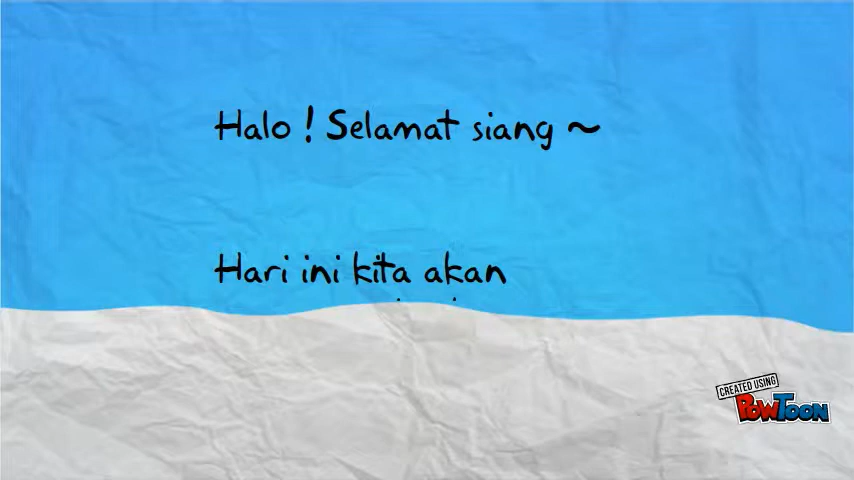 Halo ! Selamat siang ~
Hari ini kita akan
CREATED USING
POWTOON